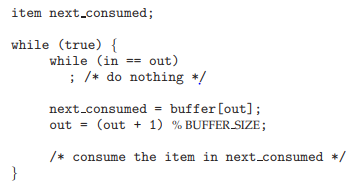 item next_consumed;
while (true) {
while (in == out)
; /* do nothing */
next_consumed = buffer[out];
out = (out + 1) % BUFFER_SIZE;
/* consume the item in next_consumed */
}